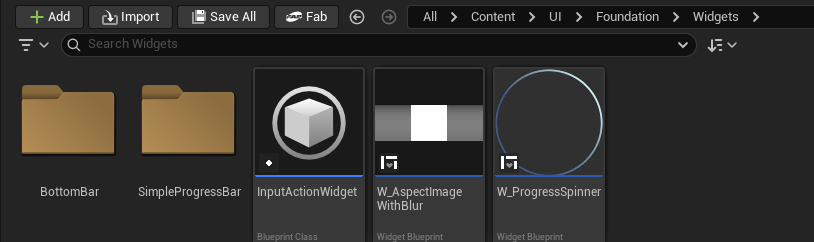 Add
Import
Save All
Fab
All > Content > UI > Foundation > Widgets >
Search Widgets
BottomBar
SimpleProgressBar
InputActionWidget
Blueprint Class
W_AspectImage
WithBlur
Widget Blueprint
W_ProgressSpinner
Widget Blueprint